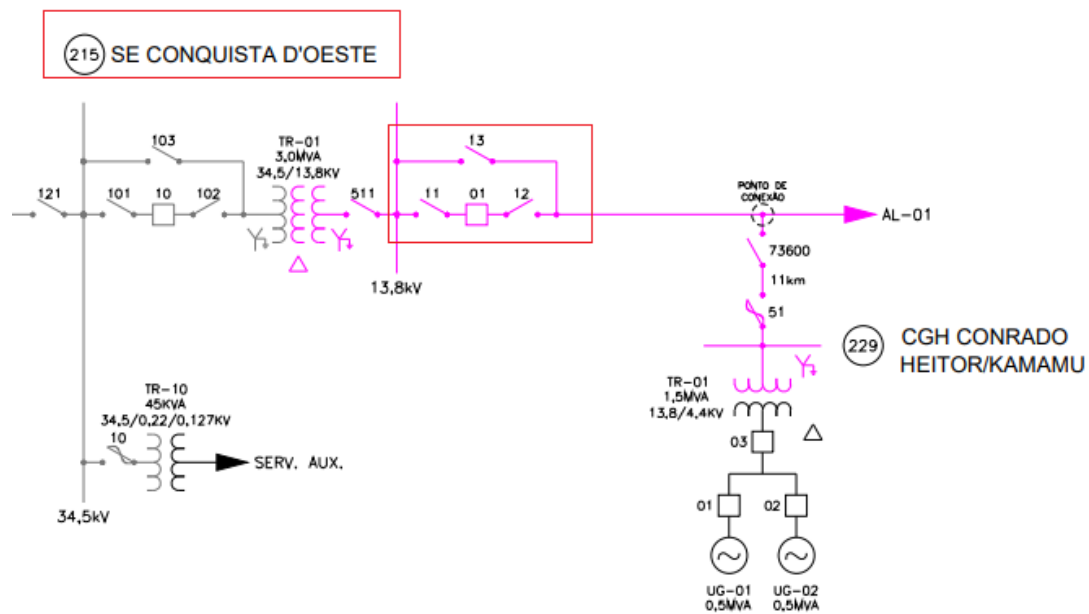 215 SE CONQUISTA D'OESTE
103
TR-01
3,0MVA
34,5/13,8KV
13
121
101
10
102
511
11
01
12
PONTO DE
CONEXÃO
AL-01
73600
11km
13,8kV
51
229
CGH CONRADO
HEITOR/KAMAMU
TR-01
1,5MVA
13,8/4,4KV
TR-10
45KVA
34,5/0,22/0,127KV
10
SERV. AUX.
03
34,5kV
01
02
UG-01
0,5MVA
UG-02
0,5MVA